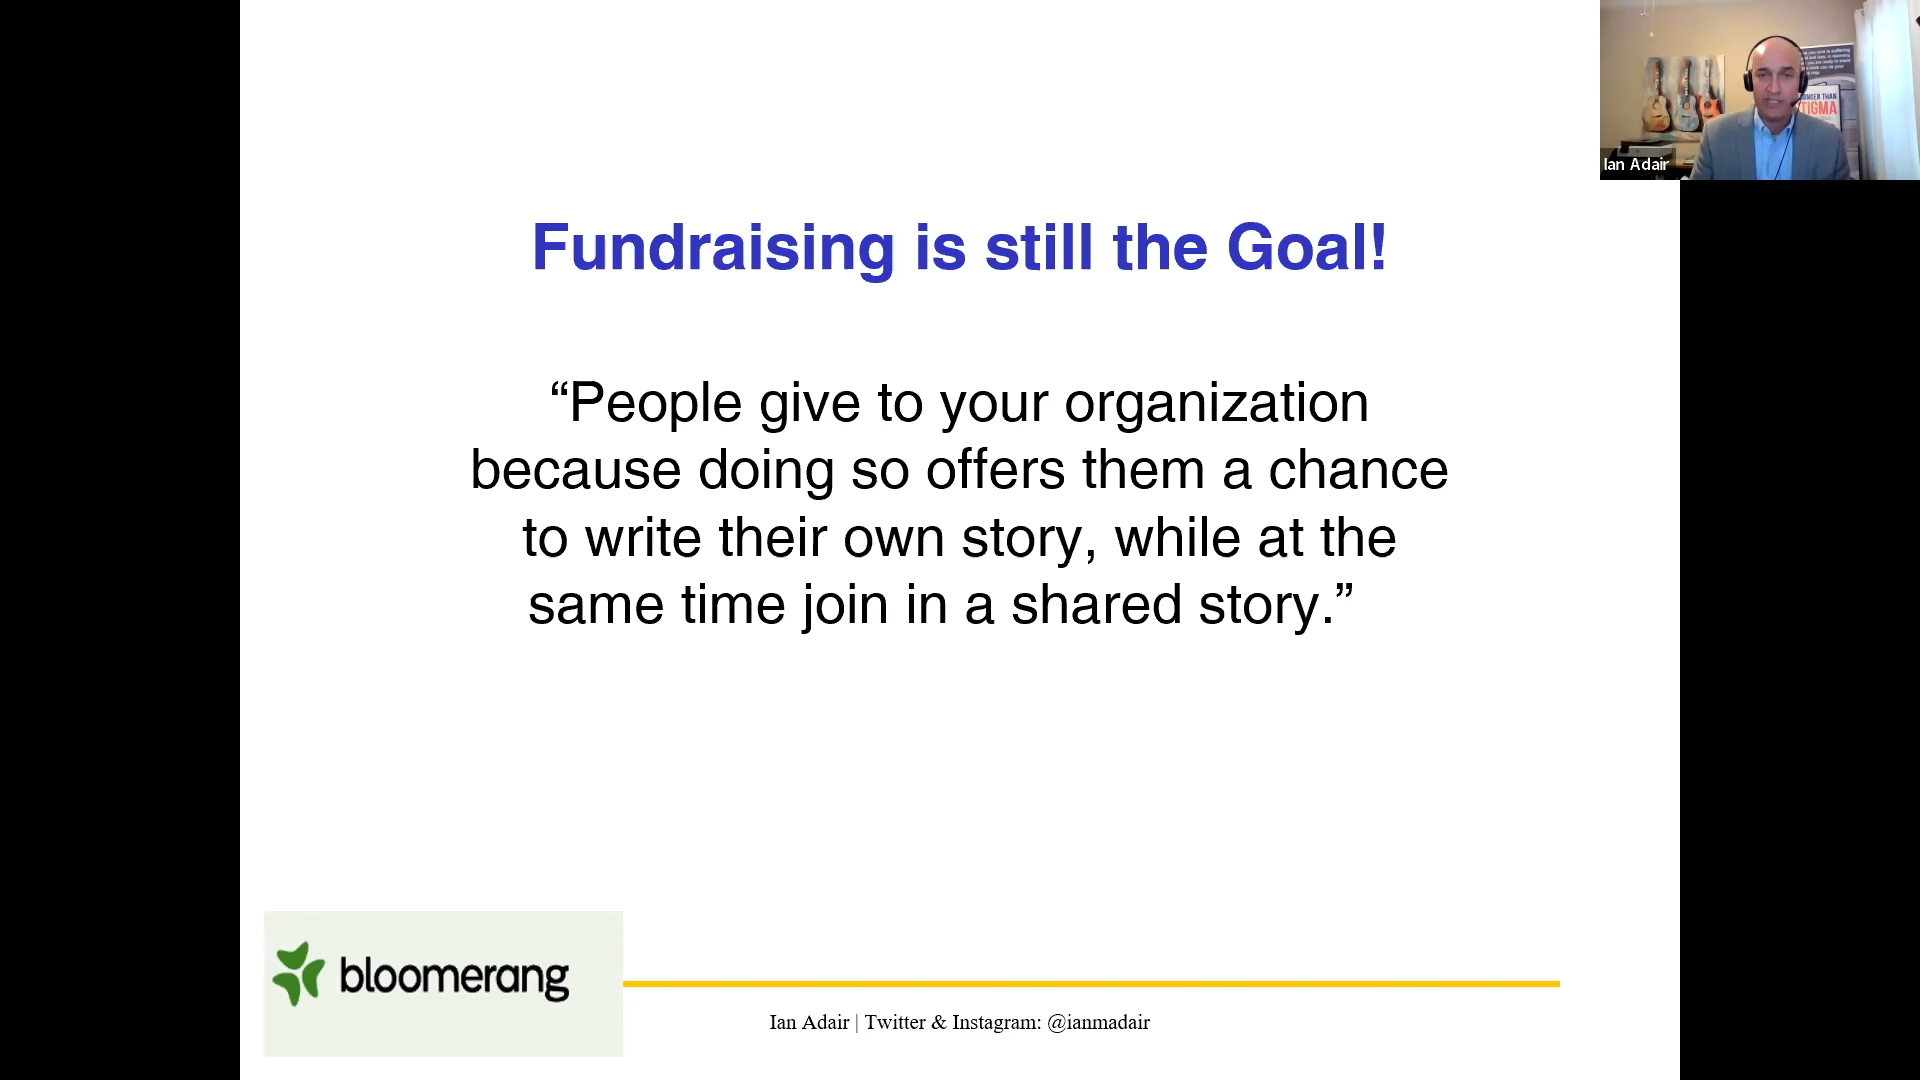 Fundraising is still the Goal!
“People give to your organization
because doing so offers them a chance
to write their own story, while at the
same time join in a shared story.”
bloomerang
Ian Adair | Twitter & Instagram: @ianmadair
Ian Adair
THAN
TIGMA